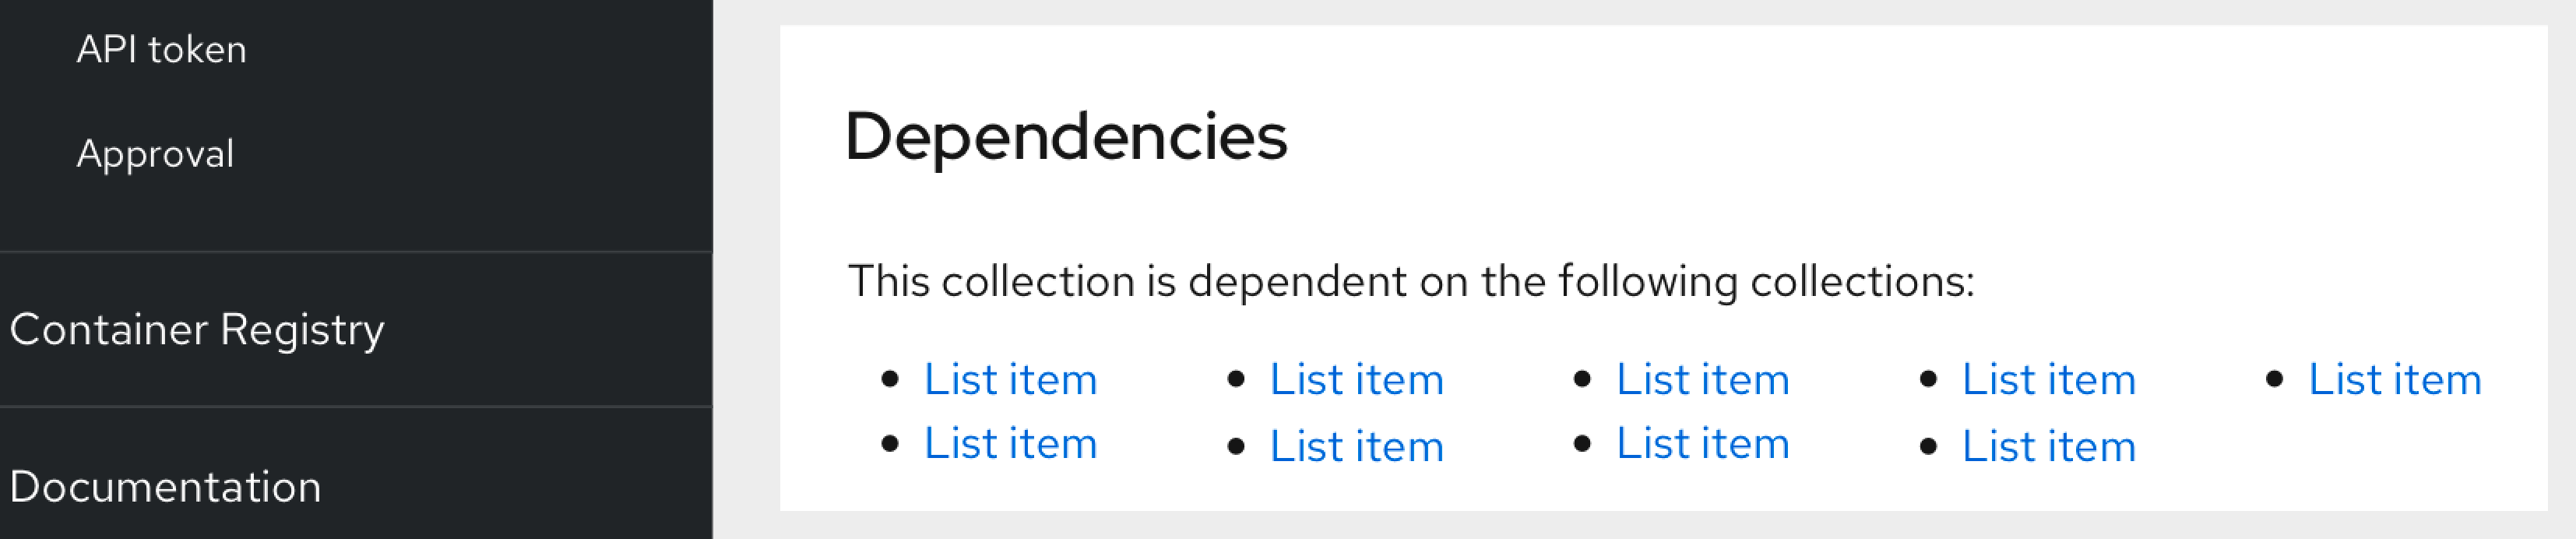 API token
Approval
Container Registry
Documentation
Dependencies
This collection is dependent on the following collections:
• List item • List item • List item • List item • List item
• List item • List item • List item • List item